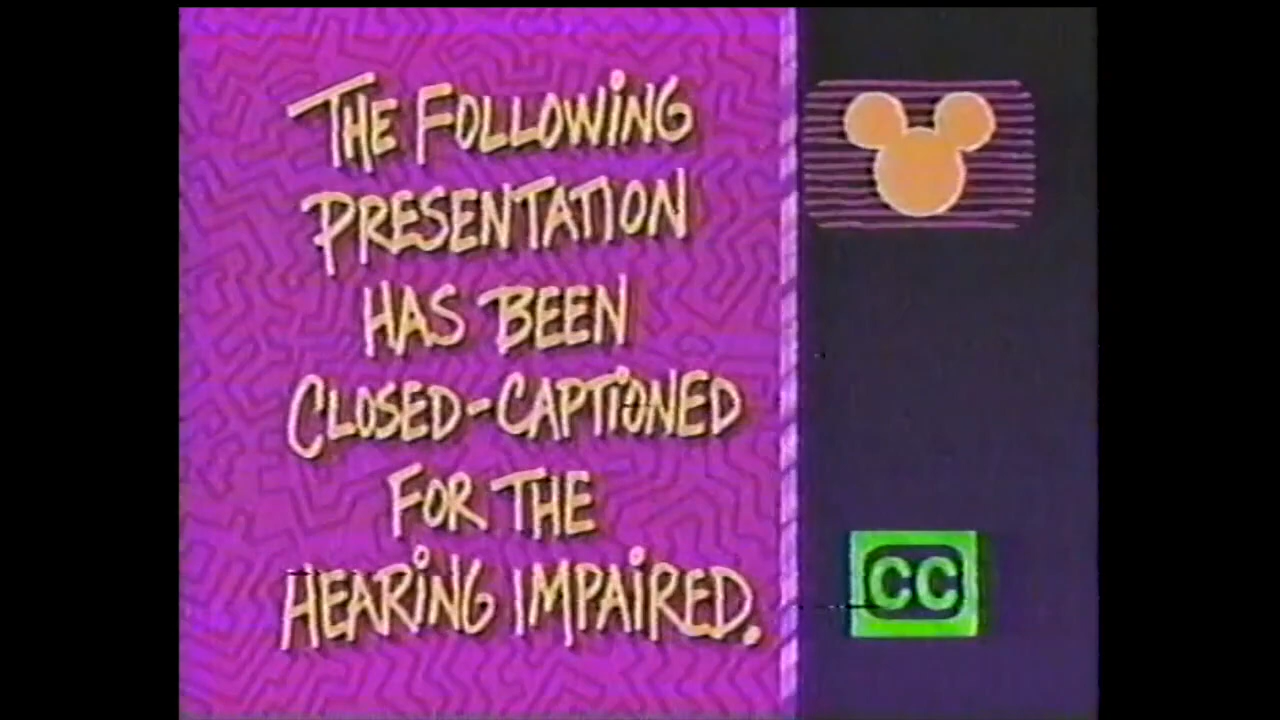 THE FOLLOWING
PRESENTATION
HAS BEEN
CLOSED-CAPTIONED
FOR THE
HEARING IMPAIRED.
CC